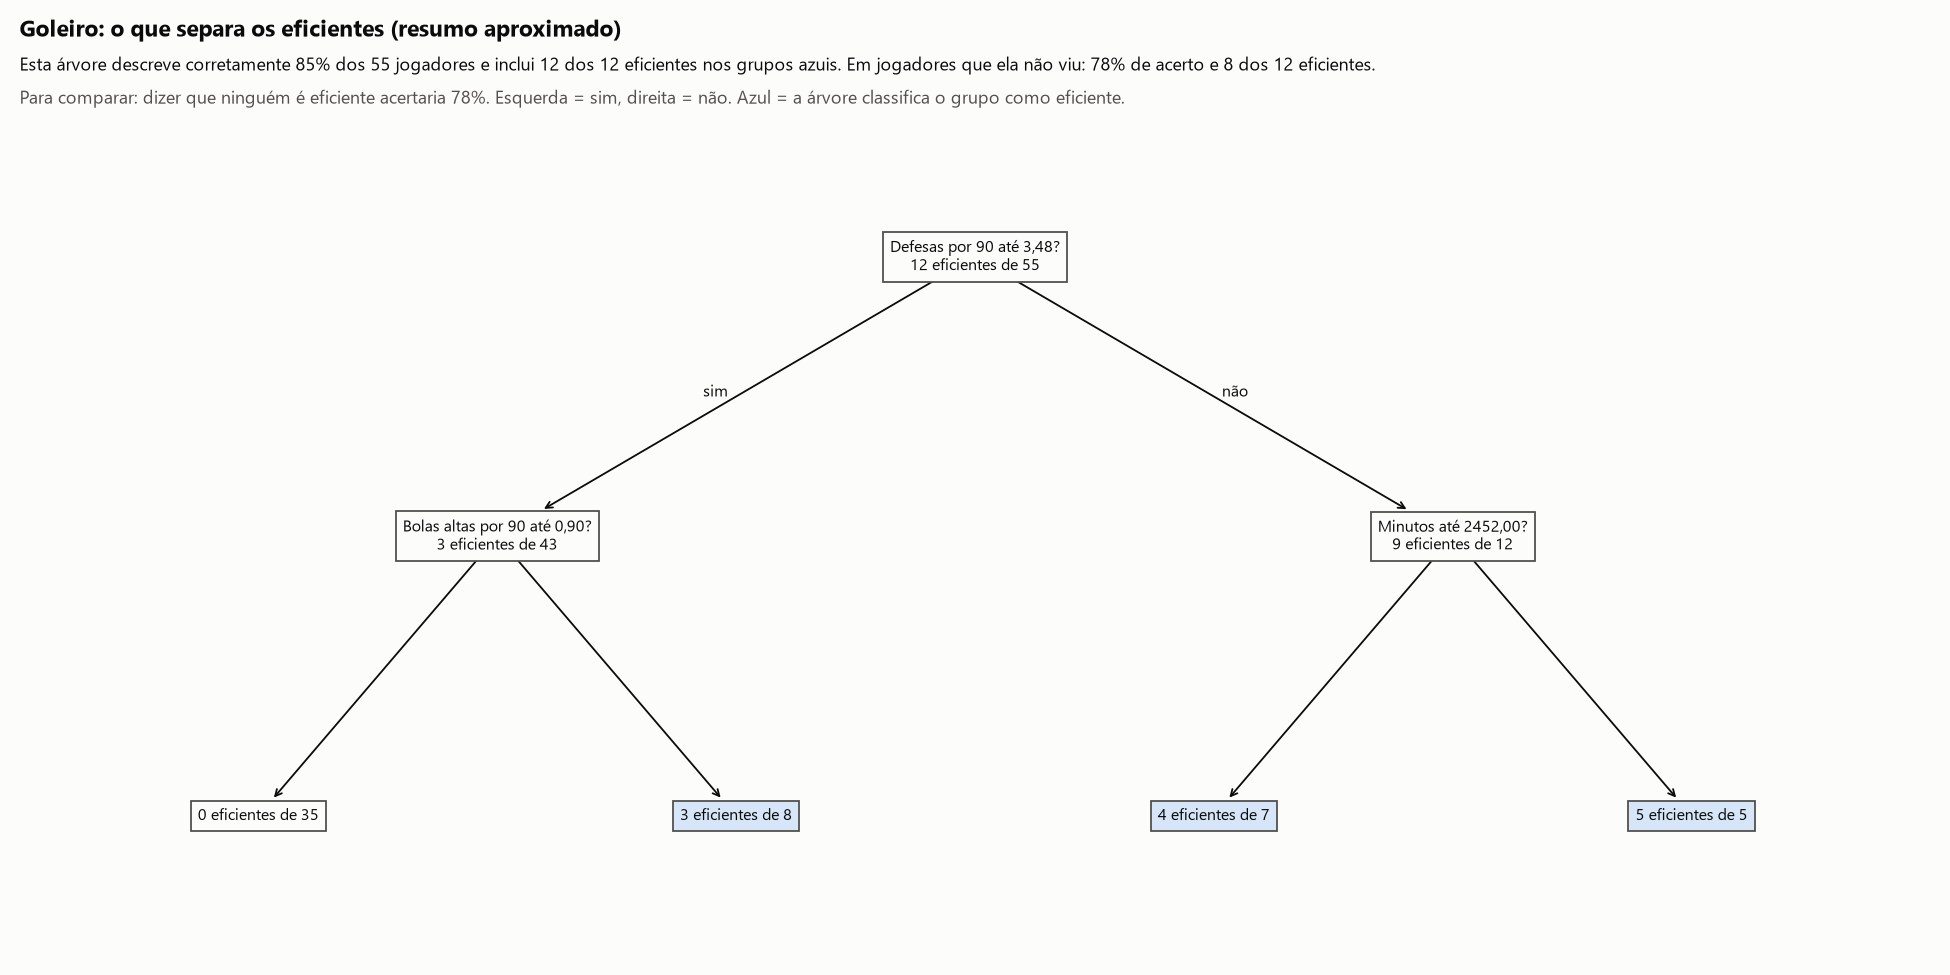 Goleiro: o que separa os eficientes (resumo aproximado)
Esta árvore descreve corretamente 85% dos 55 jogadores e inclui 12 dos 12 eficientes nos grupos azuis. Em jogadores que ela não viu: 78% de acerto e 8 dos 12 eficientes.
Para comparar: dizer que ninguém é eficiente acertaria 78%. Esquerda = sim, direita = não. Azul = a árvore classifica o grupo como eficiente.
Defesas por 90 até 3,48?
12 eficientes de 55
sim
não
Bolas altas por 90 até 0,90?
3 eficientes de 43
Minutos até 2452,00?
9 eficientes de 12
0 eficientes de 35
3 eficientes de 8
4 eficientes de 7
5 eficientes de 5